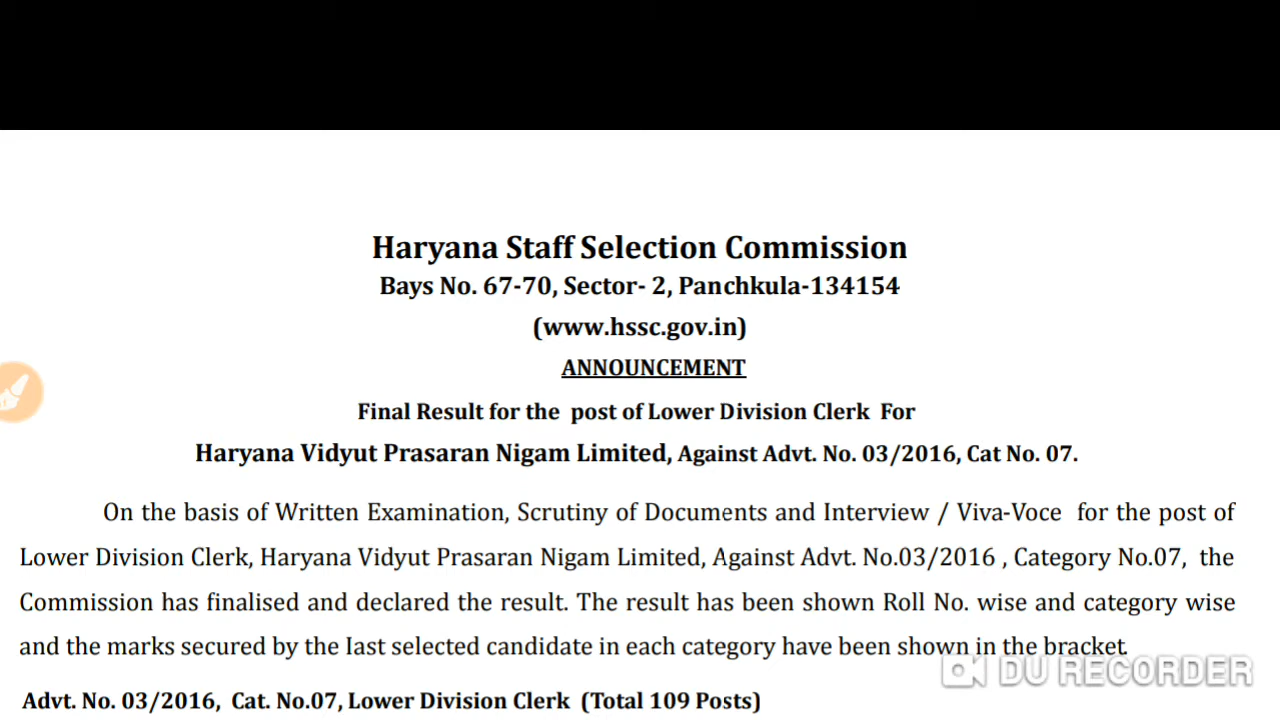 Haryana Staff Selection Commission
Bays No. 67-70, Sector- 2, Panchkula-134154
(www.hssc.gov.in)
ANNOUNCEMENT
Final Result for the post of Lower Division Clerk For
Haryana Vidyut Prasaran Nigam Limited, Against Advt. No. 03/2016, Cat No. 07.
On the basis of Written Examination, Scrutiny of Documents and Interview / Viva-Voce for the post of
Lower Division Clerk, Haryana Vidyut Prasaran Nigam Limited, Against Advt. No.03/2016 , Category No.07, the
Commission has finalised and declared the result. The result has been shown Roll No. wise and category wise
and the marks secured by the last selected candidate in each category have been shown in the bracket.
DU RECORDER
Advt. No. 03/2016, Cat. No.07, Lower Division Clerk (Total 109 Posts)